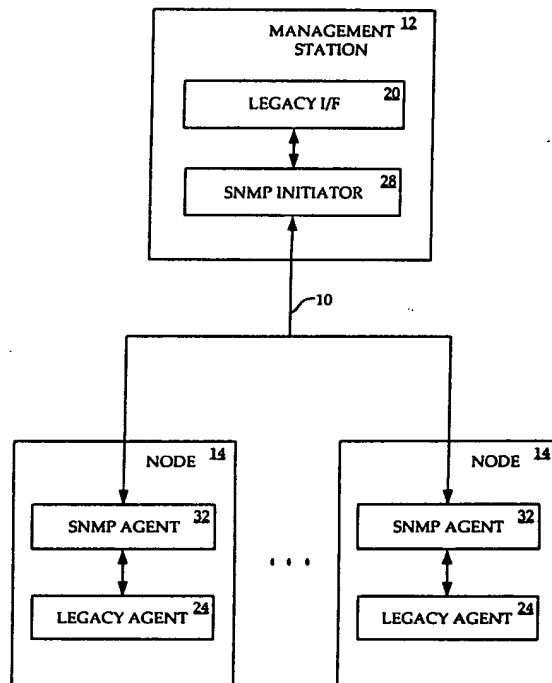 MANAGEMENT 12
STATION
LEGACY I/F 20
SNMP INITIATOR 28
10
NODE 14
SNMP AGENT 32
LEGACY AGENT 24
. . .
NODE 14
SNMP AGENT 32
LEGACY AGENT 24